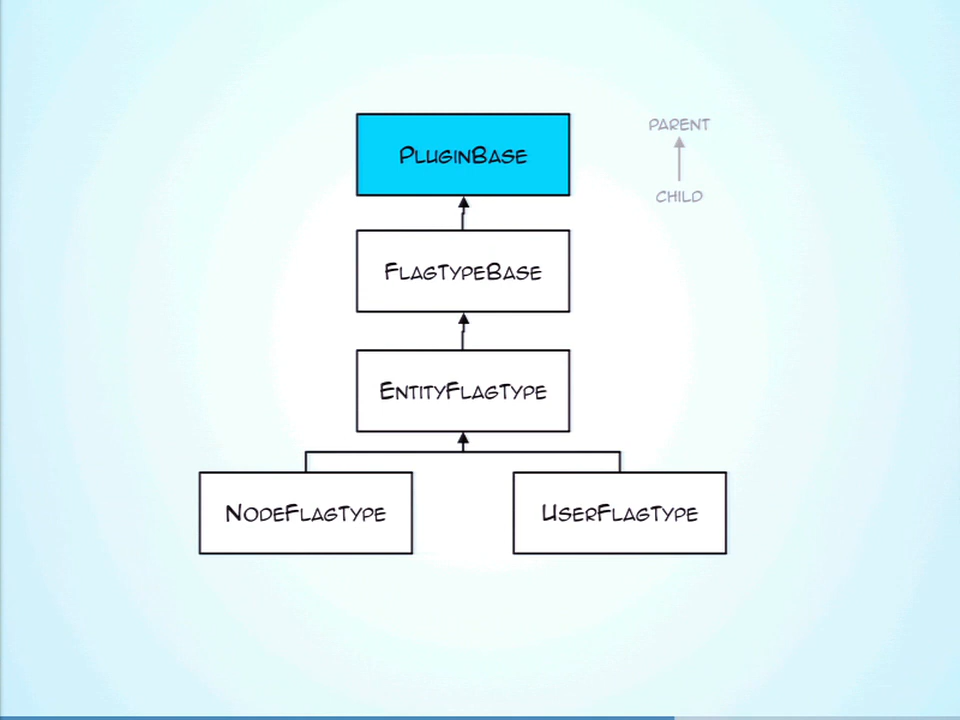 PluginBase
Parent
Child
FlagTypeBase
EntityFlagType
NodeFlagType
UserFlagType